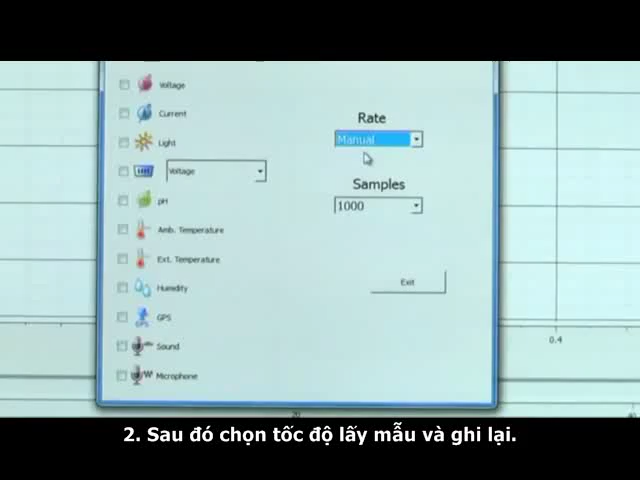 Voltage
Current
Light
Voltage
pH
Amb. Temperature
Ext. Temperature
Humidity
GPS
GPS
Sound
Microphone
Rate
Manual
Samples
1000
Exit
0.4
20
2. Sau đó chọn tốc độ lấy mẫu và ghi lại.